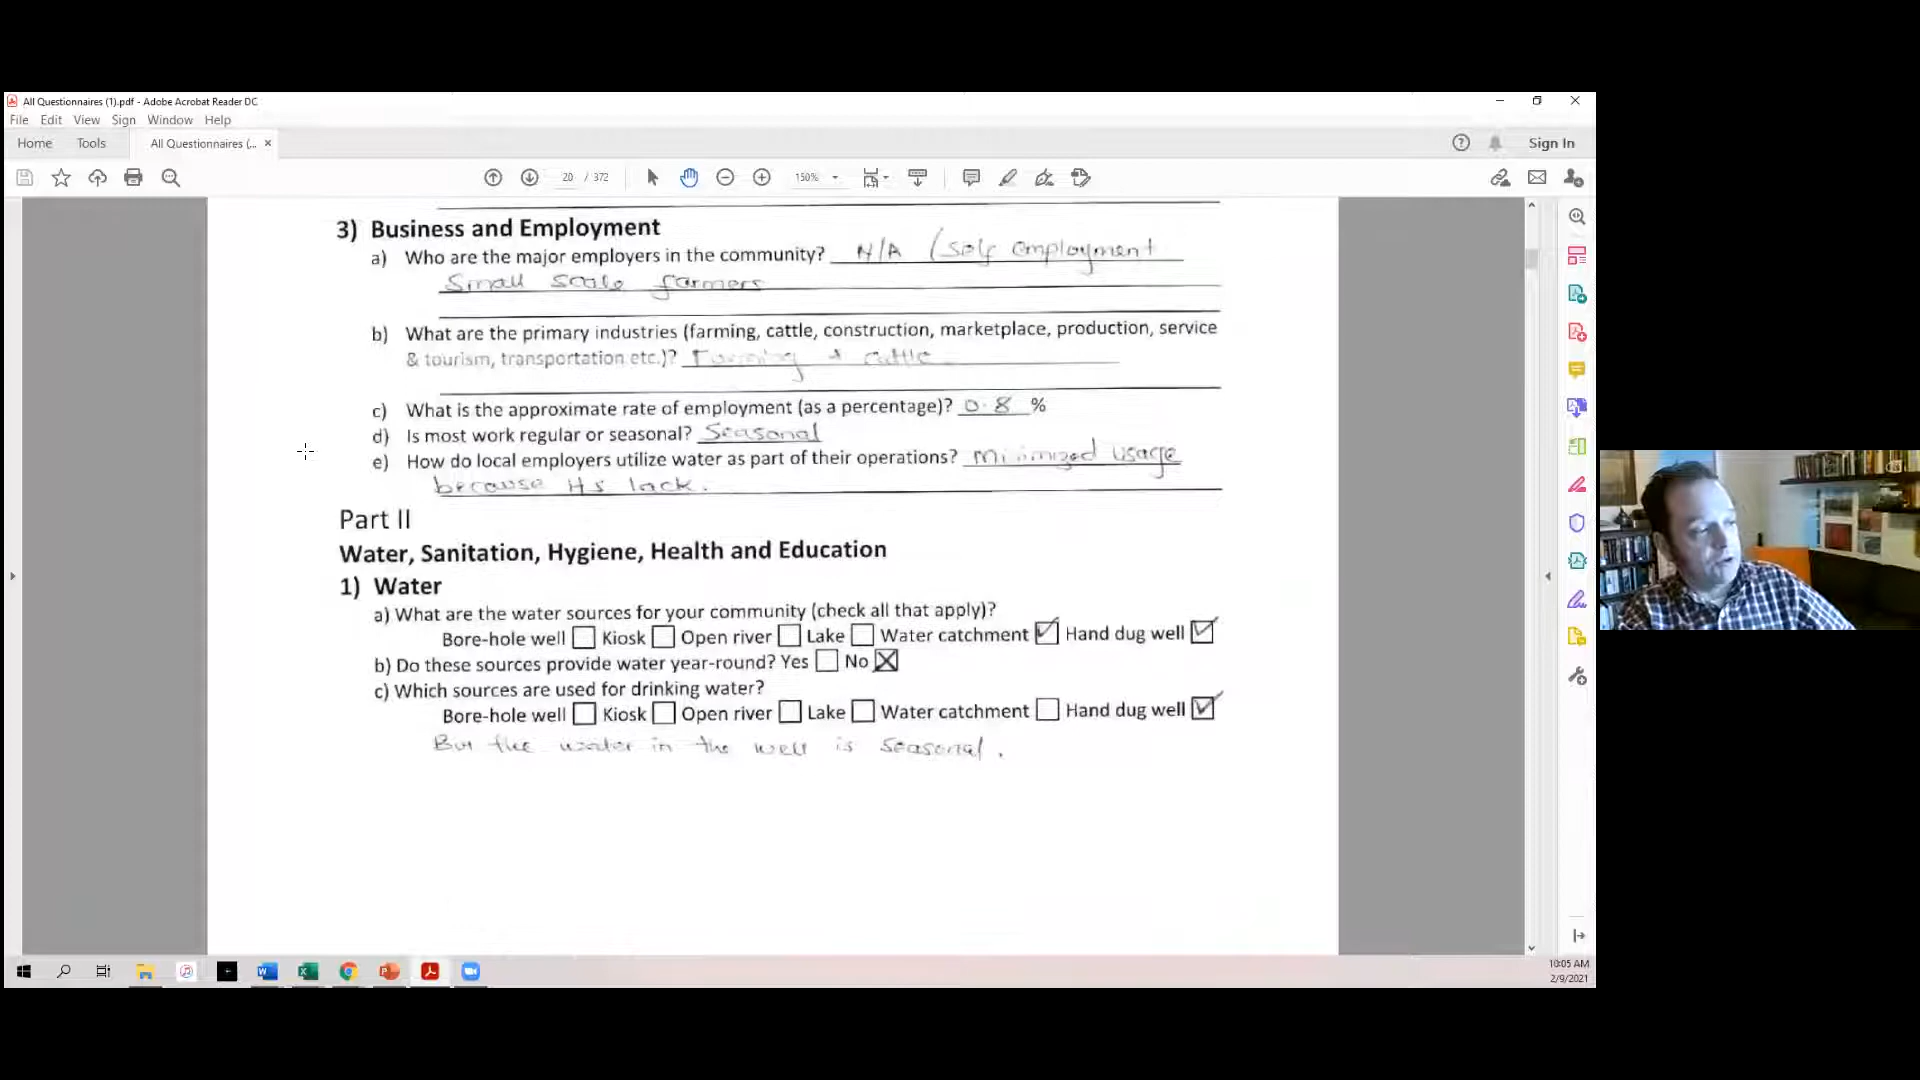 All Questionnaires (1).pdf - Adobe Acrobat Reader DC
File Edit View Sign Window Help
Home Tools All Questionnaires (... × Sign In
20 / 372 150%
3) Business and Employment
a) Who are the major employers in the community? N/A (Self employment
Small scale farmers
b) What are the primary industries (farming, cattle, construction, marketplace, production, service
& tourism, transportation etc.)? Farming + cattle
c) What is the approximate rate of employment (as a percentage)? 0.8 %
d) Is most work regular or seasonal? Seasonal
e) How do local employers utilize water as part of their operations? Minimized usage
because its lack.
Part II
Water, Sanitation, Hygiene, Health and Education
1) Water
a) What are the water sources for your community (check all that apply)?
Bore-hole well Kiosk Open river Lake Water catchment Hand dug well
b) Do these sources provide water year-round? Yes No
c) Which sources are used for drinking water?
Bore-hole well Kiosk Open river Lake Water catchment Hand dug well
But the water in the well is seasonal.
10:05 AM
2/9/2021